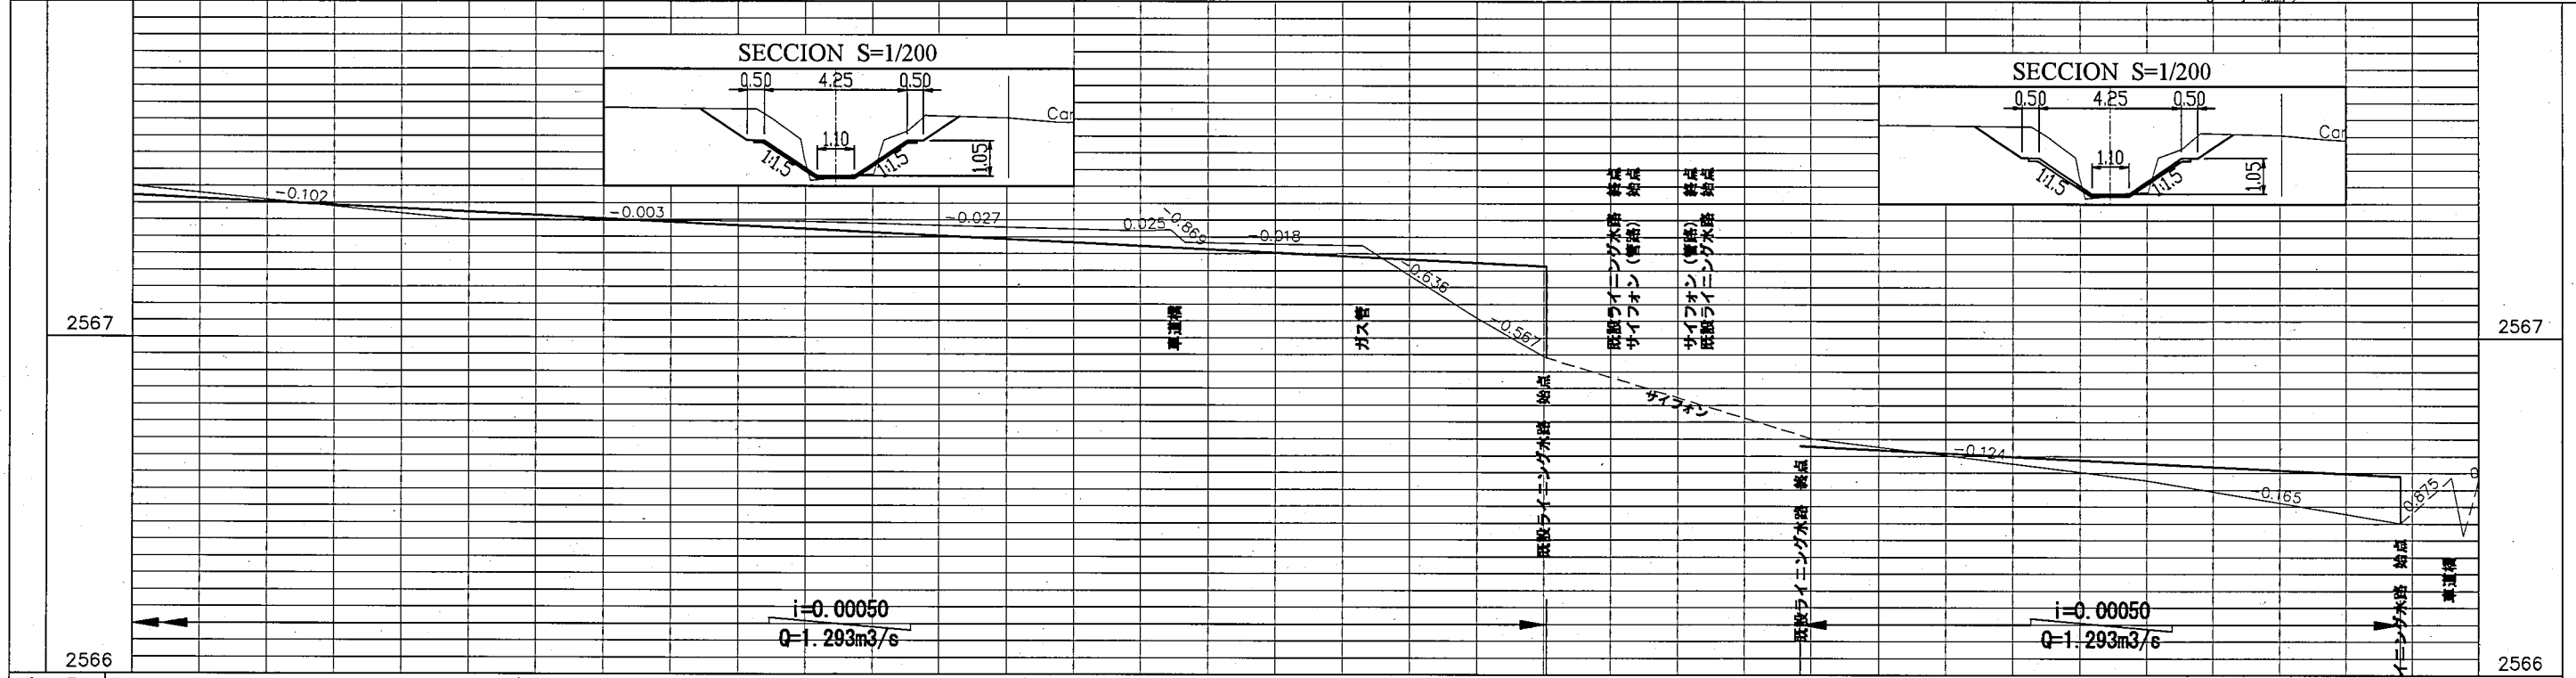 SECCION S=1/200
0.50 4.25 0.50
1.10
1:1.5 1:1.5
1.05
SECCION S=1/200
0.50 4.25 0.50
Car
1.10
1:1.5 1:1.5
1.05
-0.102
-0.003
-0.027
0.025
-0.869
-0.018
-0.636
-0.567
車道橋
ガス管
既設ライニング水路 終点
サイフォン(管路) 始点
サイフォン(管路) 終点
既設ライニング水路 始点
2567
2567
既設ライニング水路 始点
サイフォン
既設ライニング水路 終点
-0.124
-0.165
-0.875
イニング水路 始点
車道橋
i=0.00050
Q=1.293m3/s
i=0.00050
Q=1.293m3/s
2566
2566